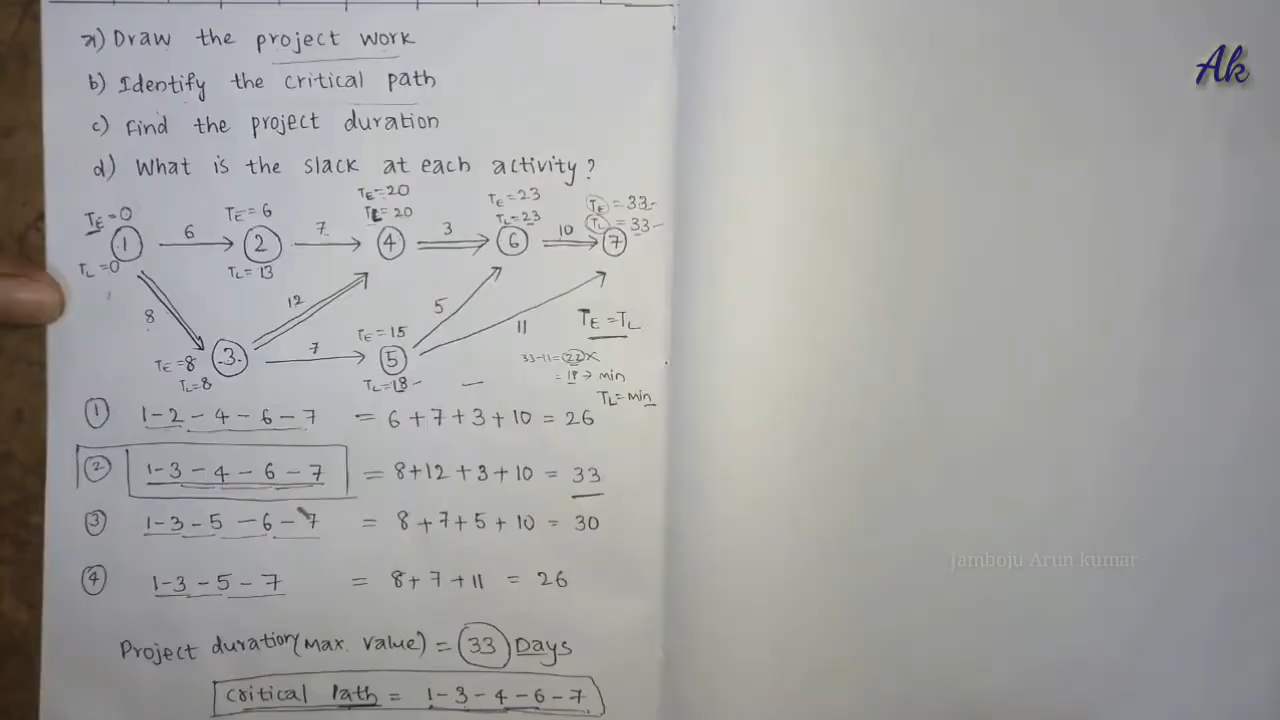 a) Draw the project work
Ak
b) Identify the critical path
c) Find the project duration
d) What is the slack at each activity?
TE=0
TE=6
TE=20
TL=20
TE=23
TL=23
TE=33
TL=33
1 6 2 7 4 3 6 10 7
TL=0
TL=13
8
12
5
11
TE=TL
TE=8
3
7
TE=15
5
33-11=22x
=18→min
TL=8
TL=18
TL=min
① 1-2-4-6-7 = 6+7+3+10=26
② 1-3-4-6-7 = 8+12+3+10=33
③ 1-3-5-6-7 = 8+7+5+10=30
④ 1-3-5-7 = 8+7+11=26
Jamboju Arun kumar
Project duration(Max. value)=33 Days
Critical path = 1-3-4-6-7